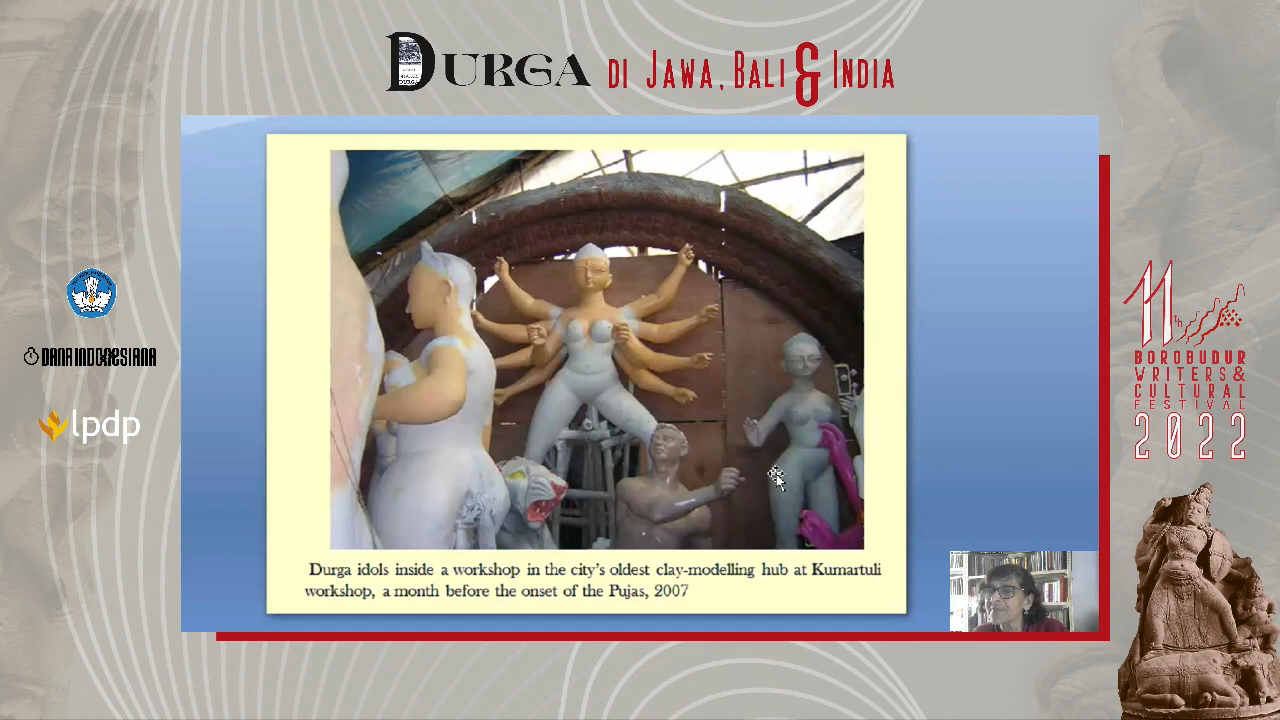 DURGA DI JAWA, BALI & INDIA
DANA INDONESIANA
lpdp
Durga idols inside a workshop in the city's oldest clay-modelling hub at Kumartuli
workshop, a month before the onset of the Pujas, 2007
11th
BOROBUDUR
WRITERS &
CULTURAL
FESTIVAL
2022